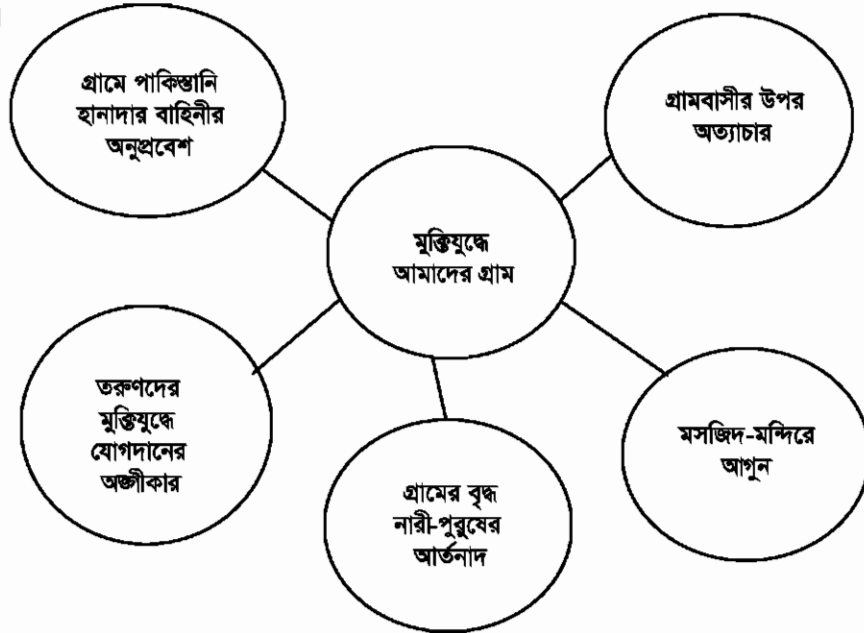 গ্রামে পাকিস্তানি
হানাদার বাহিনীর
অনুপ্রবেশ
গ্রামবাসীর উপর
অত্যাচার
মুক্তিযুদ্ধে
আমাদের গ্রাম
তরুণদের
মুক্তিযুদ্ধে
যোগদানের
অঙ্গীকার
গ্রামের বৃদ্ধ
নারী-পুরুষের
আর্তনাদ
মসজিদ-মন্দিরে
আগুন